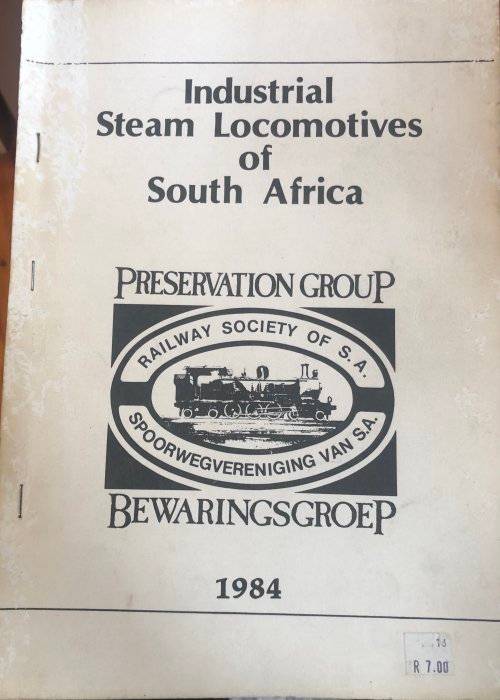 Industrial
Steam Locomotives
of
South Africa
PRESERVATION GROUP
RAILWAY SOCIETY OF S.A.
SPOORWEGVERENIGING VAN S.A.
BEWARINGSGROEP
1984
R 7.00